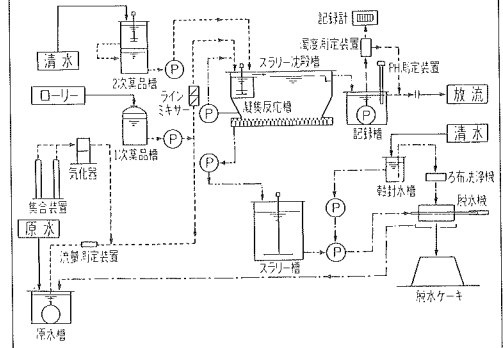 記録計
濁度測定装置
清水
2次薬品槽
スラリー沈降槽
PH測定装置
ローリー
ライン
ミキサー
凝集反応槽
記録槽
放流
清水
1次薬品槽
気化器
軸封水槽
ろ布洗浄機
脱水機
集合装置
原水
流量測定装置
スラリー槽
原水槽
脱水ケーキ
P
P
P
P
P
P
P
P